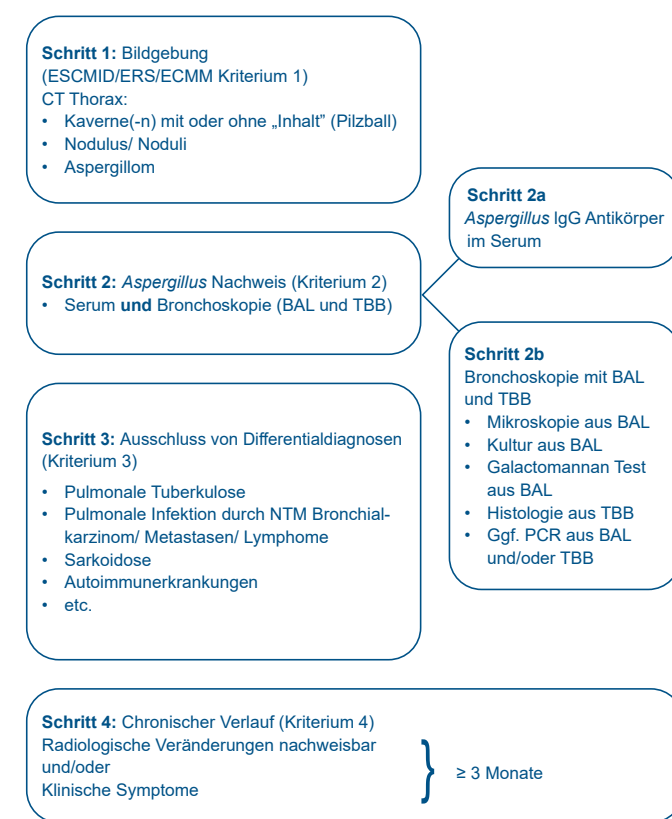 Schritt 1: Bildgebung
(ESCMID/ERS/ECMM Kriterium 1)
CT Thorax:
• Kaverne(-n) mit oder ohne „Inhalt” (Pilzball)
• Nodulus/ Noduli
• Aspergillom
Schritt 2: Aspergillus Nachweis (Kriterium 2)
• Serum und Bronchoskopie (BAL und TBB)
Schritt 2a
Aspergillus IgG Antikörper
im Serum
Schritt 2b
Bronchoskopie mit BAL
und TBB
• Mikroskopie aus BAL
• Kultur aus BAL
• Galactomannan Test
aus BAL
• Histologie aus TBB
• Ggf. PCR aus BAL
und/oder TBB
Schritt 3: Ausschluss von Differentialdiagnosen
(Kriterium 3)
• Pulmonale Tuberkulose
• Pulmonale Infektion durch NTM Bronchial-
karzinom/ Metastasen/ Lymphome
• Sarkoidose
• Autoimmunerkrankungen
• etc.
Schritt 4: Chronischer Verlauf (Kriterium 4)
Radiologische Veränderungen nachweisbar
und/oder
Klinische Symptome
} ≥ 3 Monate